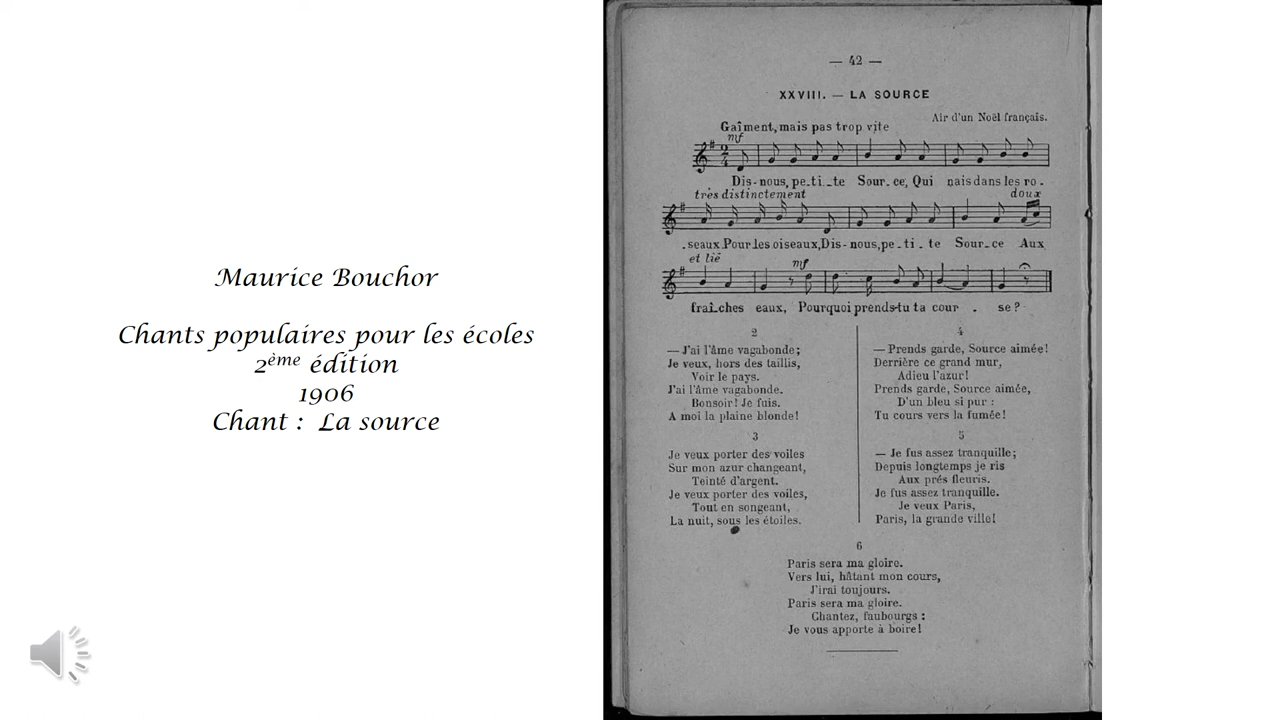 Maurice Bouchor
Chants populaires pour les écoles
2ème édition
1906
Chant : La source
— 42 —
XXVIII. — LA SOURCE
Air d'un Noël français.
Gaîment, mais pas trop vite
mf
2
4
Dis-nous, pe-ti-te Sour-ce, Qui nais dans les ro-
très distinctement
doux
-seaux Pour les oiseaux, Dis-nous, pe-ti-te Sour-ce Aux
et lié
mf
fraî-ches eaux, Pourquoi prends-tu ta cour - se?
2
— J'ai l'âme vagabonde;
Je veux, hors des taillis,
Voir le pays.
J'ai l'âme vagabonde.
Bonsoir! Je fuis.
A moi la plaine blonde!
3
Je veux porter des voiles
Sur mon azur changeant,
Teinté d'argent.
Je veux porter des voiles,
Tout en songeant,
La nuit, sous les étoiles.
4
— Prends garde, Source aimée!
Derrière ce grand mur,
Adieu l'azur!
Prends garde, Source aimée,
D'un bleu si pur :
Tu cours vers la fumée!
5
— Je fus assez tranquille;
Depuis longtemps je ris
Aux prés fleuris.
Je fus assez tranquille.
Je veux Paris,
Paris, la grande ville!
6
Paris sera ma gloire.
Vers lui, hâtant mon cours,
J'irai toujours.
Paris sera ma gloire.
Chantez, faubourgs :
Je vous apporte à boire!